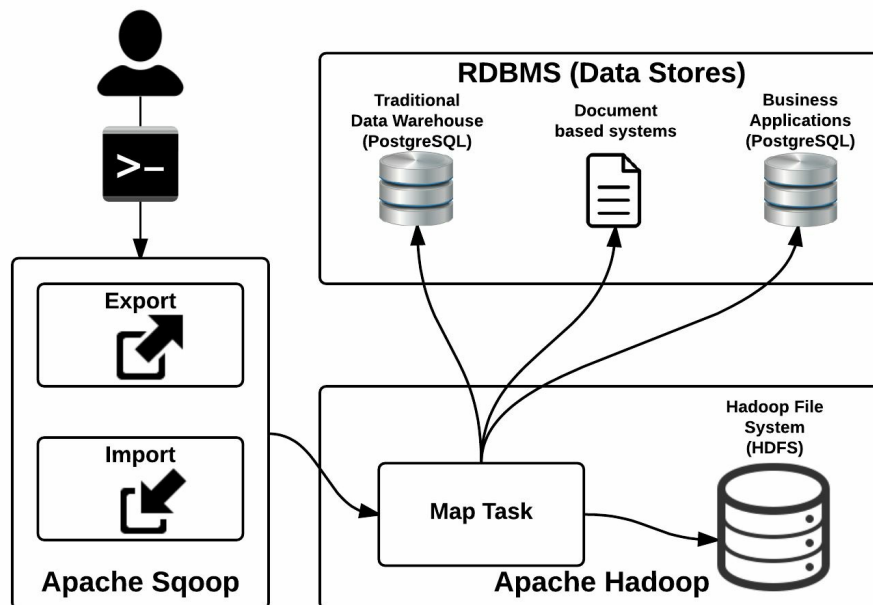 RDBMS (Data Stores)
Traditional
Data Warehouse
(PostgreSQL)
Document
based systems
Business
Applications
(PostgreSQL)
>–
Export
Import
Apache Sqoop
Hadoop File
System
(HDFS)
Map Task
Apache Hadoop